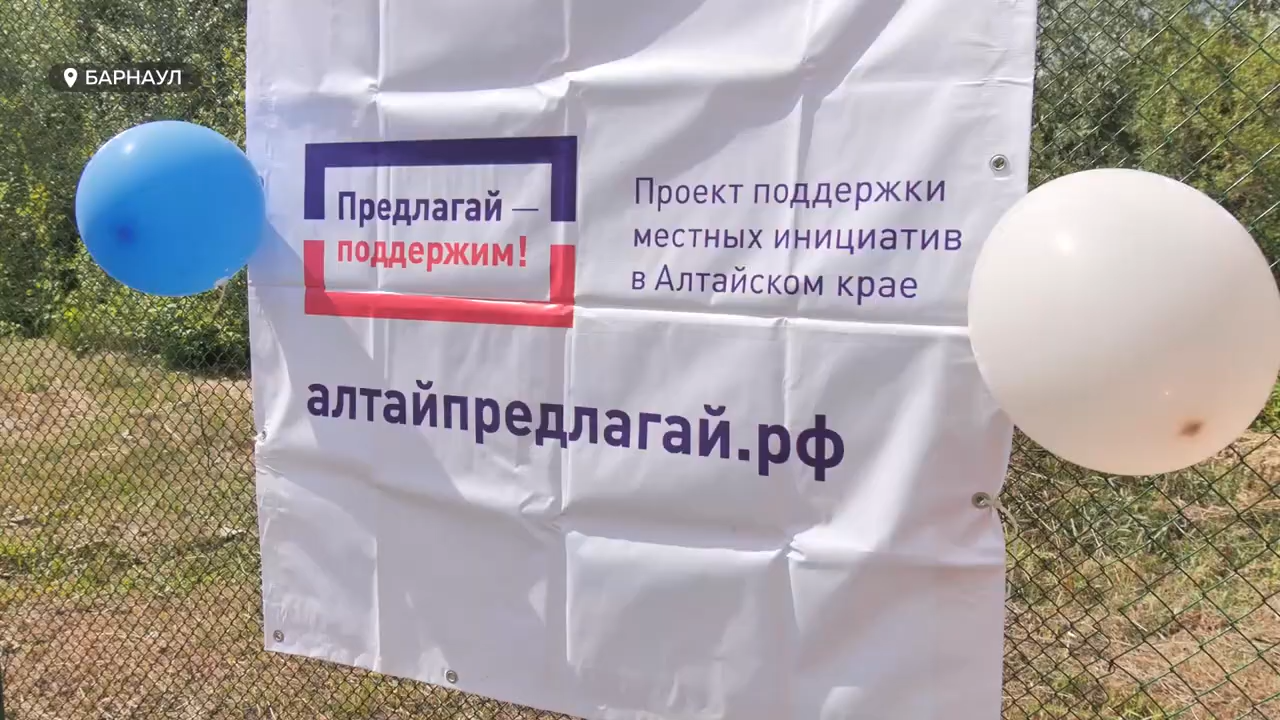 БАРНАУЛ
Предлагай —
поддержим!
Проект поддержки
местных инициатив
в Алтайском крае
алтайпредлагай.рф